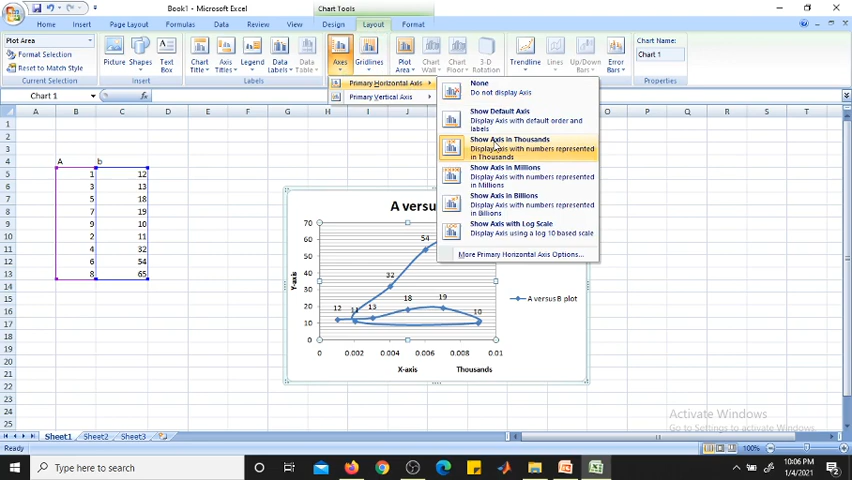 Book1 - Microsoft Excel
Chart Tools
Home
Insert
Page Layout
Formulas
Data
Review
View
Design
Layout
Format
Plot Area
Format Selection
Reset to Match Style
Current Selection
Picture
Shapes
Text
Box
Insert
Chart
Title
Axis
Titles
Legend
Data
Labels
Data
Table
Labels
Axes
Gridlines
Plot
Area
Chart
Wall
Chart
Floor
3-D
Rotation
Trendline
Lines
Up/Down
Bars
Error
Bars
Analysis
Chart Name:
Chart 1
Properties
Primary Horizontal Axis
Primary Vertical Axis
None
Do not display Axis
Show Default Axis
Display Axis with default order and
labels
Show Axis in Thousands
Display Axis with numbers represented
in Thousands
Show Axis in Millions
Display Axis with numbers represented
in Millions
Show Axis in Billions
Display Axis with numbers represented
in Billions
Show Axis with Log Scale
Display Axis using a log 10 based scale
More Primary Horizontal Axis Options...
Chart 1
fx
A B C D E F G H I N O P
1
2
3
4 A b
5 1 12
6 3 13
7 5 18
8 7 19
9 9 10
10 2 11
11 4 32
12 6 54
13 8 65
14
15
16
17
18
19
20
21
22
23
24
25
A versu
70
60
50
40
30
20
10
0
Y-axis
12 11 13 32 18 54 19 10
0 0.002 0.004 0.006 0.008 0.01
X-axis Thousands
A versus B plot
Activate Windows
Go to Settings to activate Windows.
Sheet1 Sheet2 Sheet3
Ready
100%
Type here to search
10:06 PM
1/4/2021
2